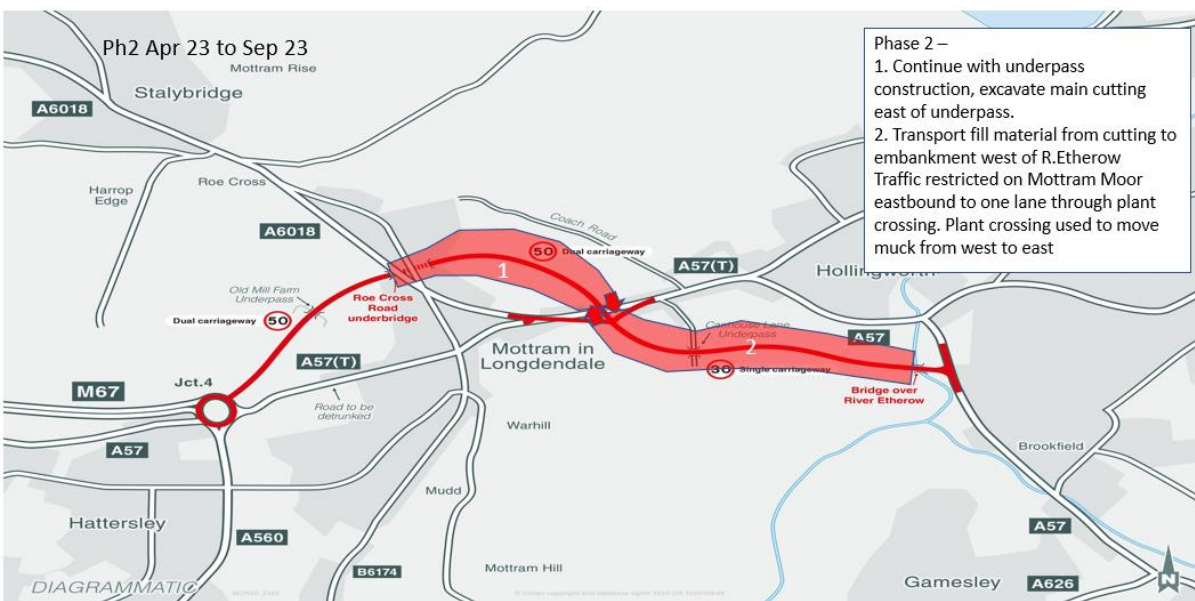 Ph2 Apr 23 to Sep 23
Phase 2 –
1. Continue with underpass
construction, excavate main cutting
east of underpass.
2. Transport fill material from cutting to
embankment west of R.Etherow
Traffic restricted on Mottram Moor
eastbound to one lane through plant
crossing. Plant crossing used to move
muck from west to east
Mottram Rise
Stalybridge
A6018
Roe Cross
Harrop
Edge
A6018
Coach Road
50 Dual carriageway
1
A57(T)
Hollingworth
Old Mill Farm
Underpass
Dual carriageway 50
Roe Cross
Road
underbridge
A57(T)
Mottram in
Longdendale
Underpass
2
A57
30 Single carriageway
Bridge over
River Etherow
M67
Jct.4
Road to be
detrunked
A57
Warhill
Brookfield
Mudd
Hattersley
A560
A57
B6174
Mottram Hill
Gamesley
A626
DIAGRAMMATIC
N